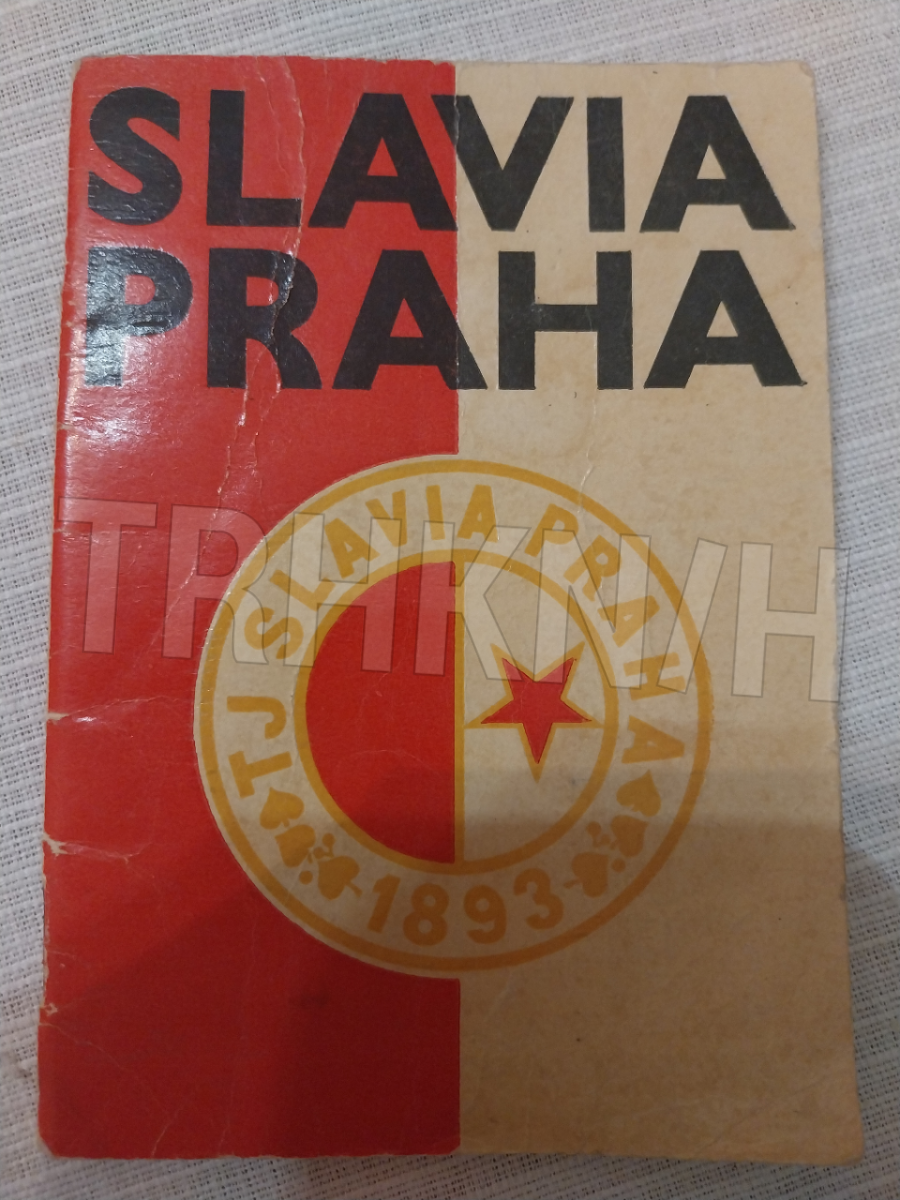 SLAVIA
PRAHA
TJ SLAVIA PRAHA
1893
TRHKNIH